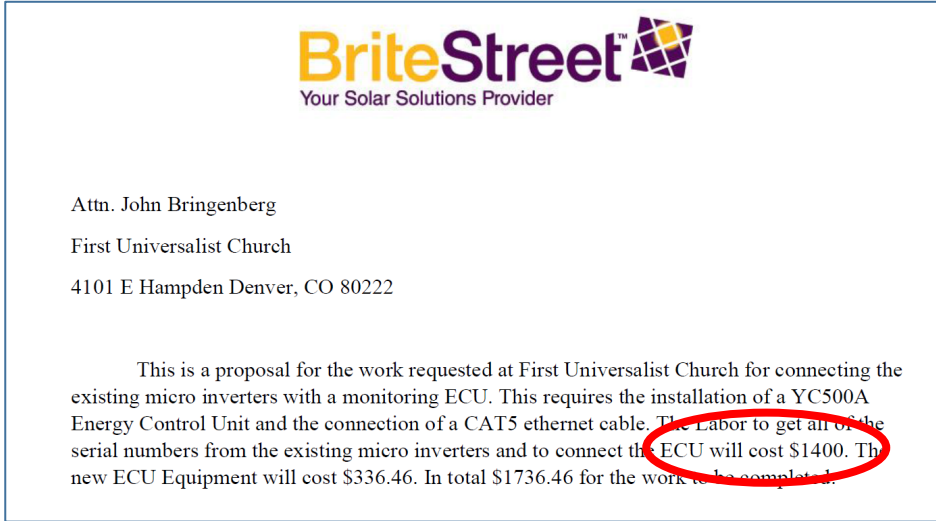 BriteStreet™
Your Solar Solutions Provider
Attn. John Bringenberg
First Universalist Church
4101 E Hampden Denver, CO 80222
This is a proposal for the work requested at First Universalist Church for connecting the
existing micro inverters with a monitoring ECU. This requires the installation of a YC500A
Energy Control Unit and the connection of a CAT5 ethernet cable. The Labor to get all of the
serial numbers from the existing micro inverters and to connect the ECU will cost $1400. The
new ECU Equipment will cost $336.46. In total $1736.46 for the work to be completed.